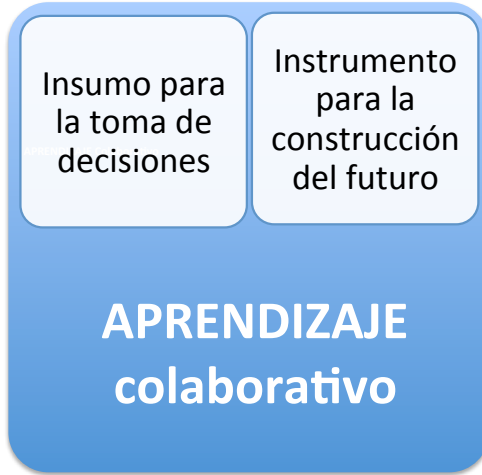 Insumo para
la toma de
decisiones
Instrumento
para la
construcción
del futuro
APRENDIZAJE
colaborativo